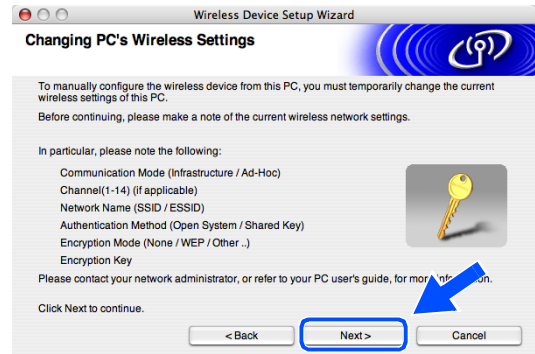 Wireless Device Setup Wizard
Changing PC's Wireless Settings
To manually configure the wireless device from this PC, you must temporarily change the current
wireless settings of this PC.
Before continuing, please make a note of the current wireless network settings.
In particular, please note the following:
Communication Mode (Infrastructure / Ad-Hoc)
Channel(1-14) (if applicable)
Network Name (SSID / ESSID)
Authentication Method (Open System / Shared Key)
Encryption Mode (None / WEP / Other ..)
Encryption Key
Please contact your network administrator, or refer to your PC user's guide, for
Click Next to continue.
< Back Next > Cancel